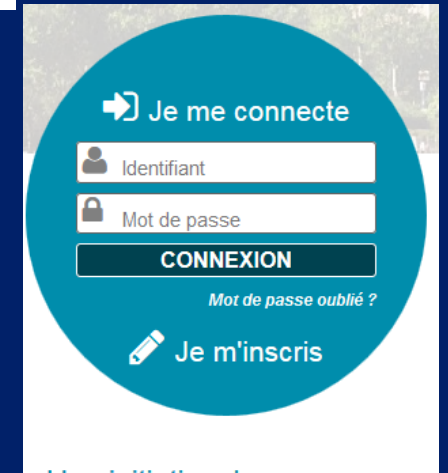 Je me connecte
Identifiant
Mot de passe
CONNEXION
Mot de passe oublié ?
Je m'inscris